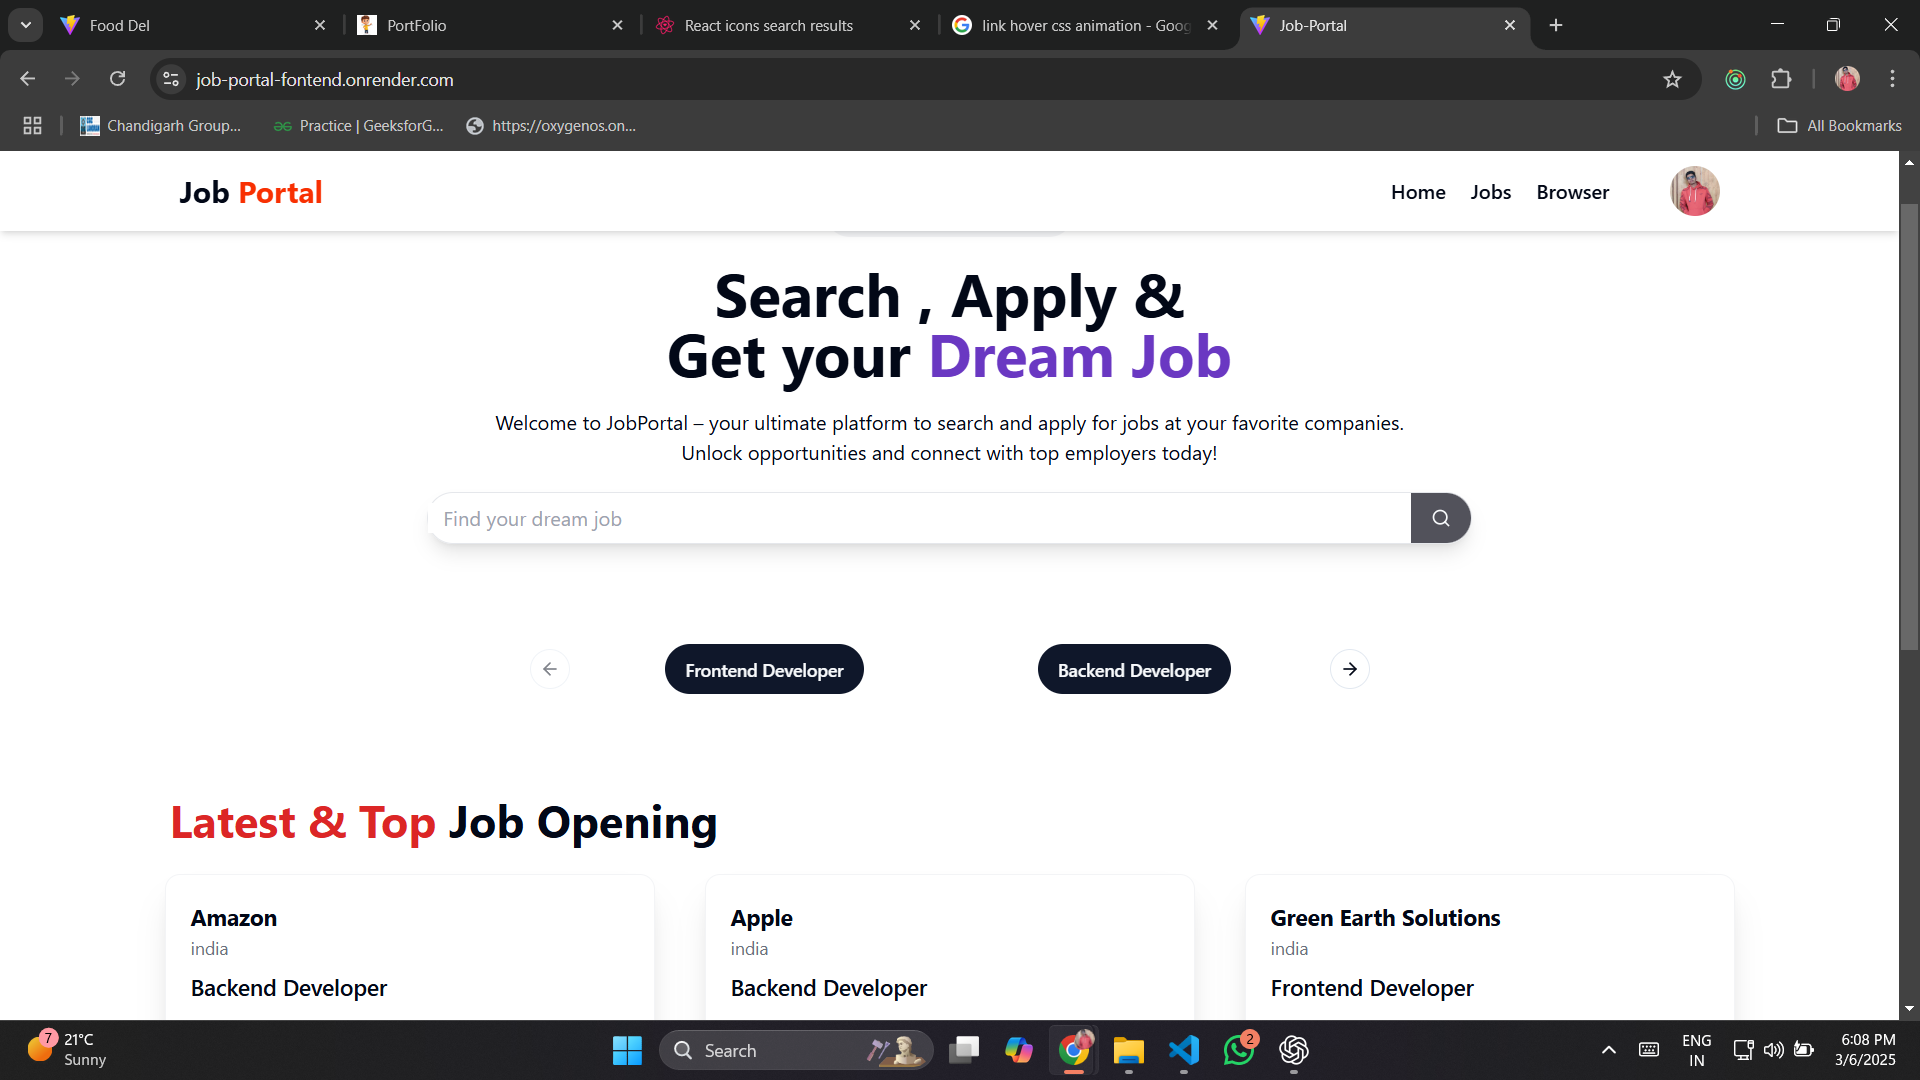 Food Del
PortFolio
React icons search results
link hover css animation - Goog
Job-Portal
job-portal-fontend.onrender.com
Chandigarh Group...
Practice | GeeksforG...
https://oxygenos.on...
All Bookmarks
Job Portal
Home
Jobs
Browser
Search , Apply &
Get your Dream Job
Welcome to JobPortal – your ultimate platform to search and apply for jobs at your favorite companies.
Unlock opportunities and connect with top employers today!
Find your dream job
Frontend Developer
Backend Developer
Latest & Top Job Opening
Amazon
india
Backend Developer
Apple
india
Backend Developer
Green Earth Solutions
india
Frontend Developer
7
21°C
Sunny
Search
2
ENG
IN
6:08 PM
3/6/2025